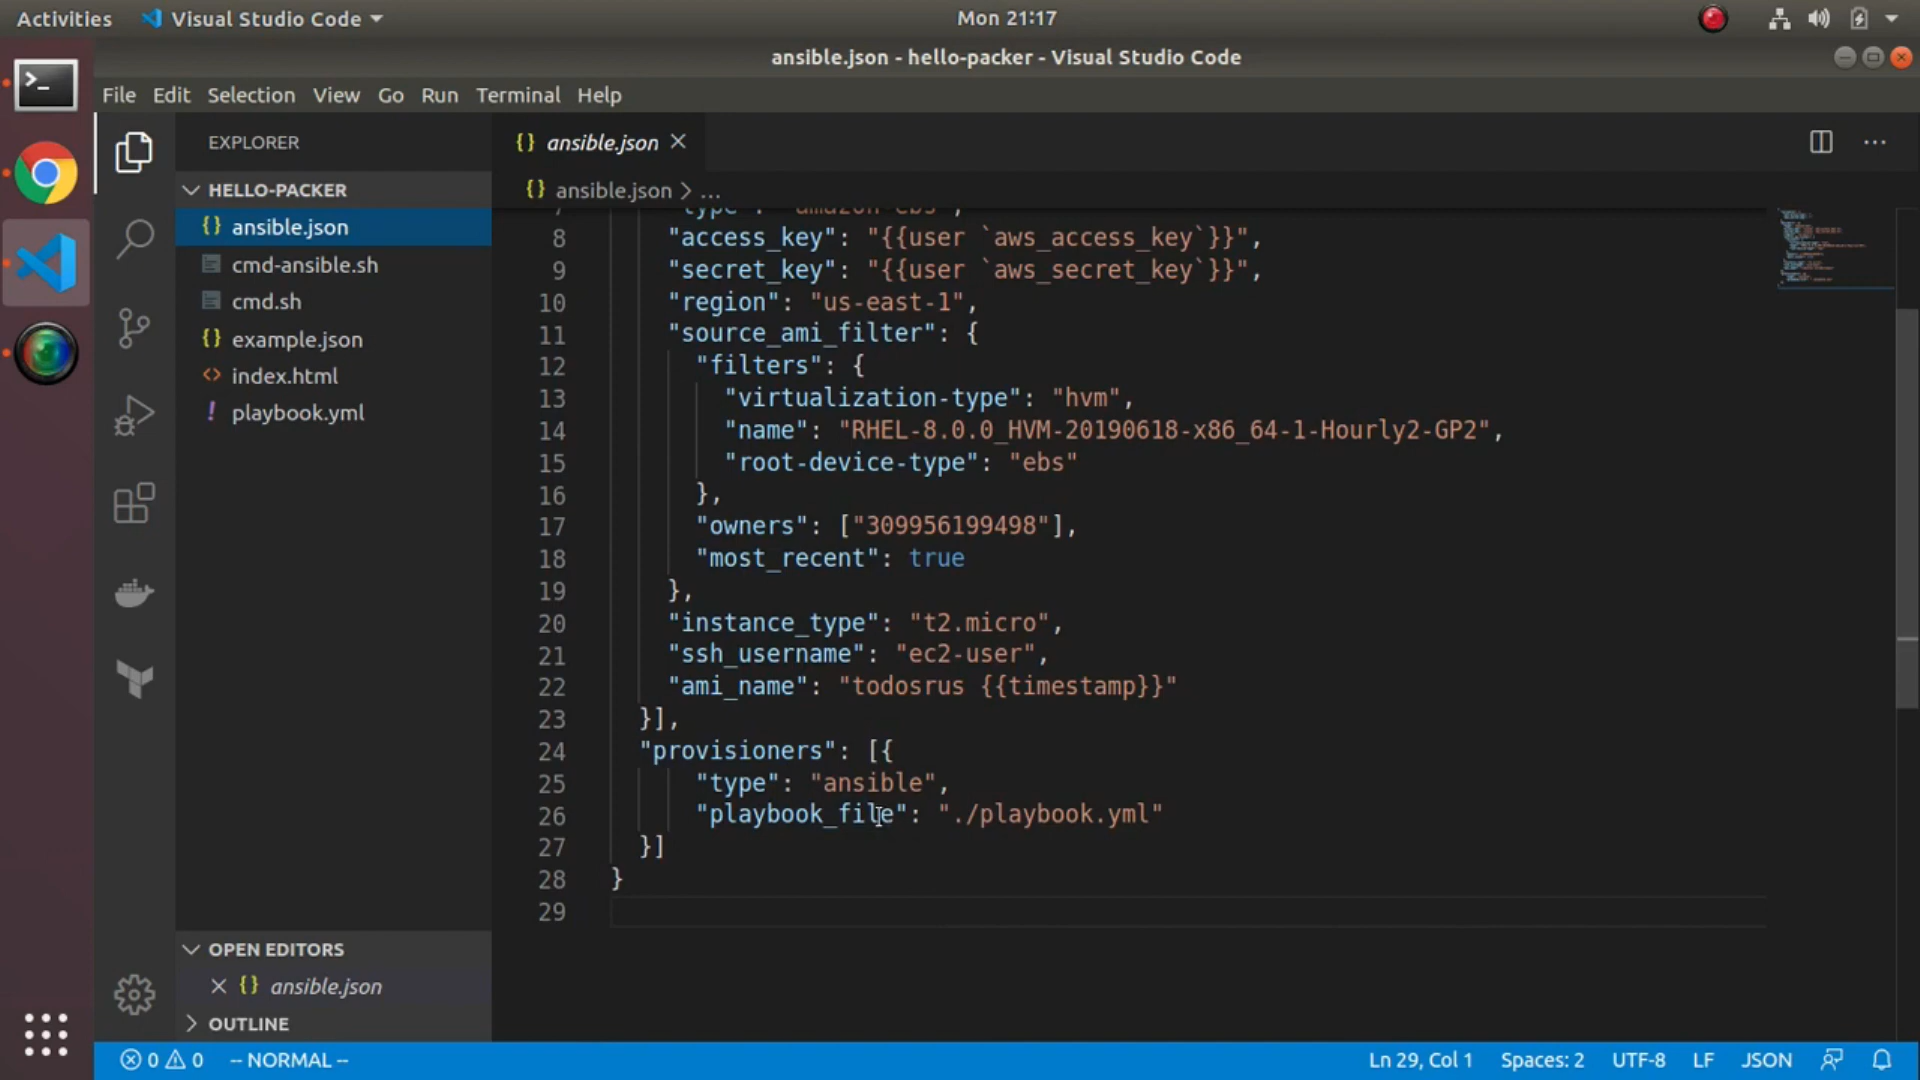 Activities
Visual Studio Code
Mon 21:17
ansible.json - hello-packer - Visual Studio Code
File Edit Selection View Go Run Terminal Help
EXPLORER
HELLO-PACKER
{} ansible.json
cmd-ansible.sh
cmd.sh
{} example.json
<> index.html
! playbook.yml
OPEN EDITORS
{} ansible.json
OUTLINE
{} ansible.json
{} ansible.json > ...
7 "type": "amazon-ebs",
8 "access_key": "{{user `aws_access_key`}}",
9 "secret_key": "{{user `aws_secret_key`}}",
10 "region": "us-east-1",
11 "source_ami_filter": {
12 "filters": {
13 "virtualization-type": "hvm",
14 "name": "RHEL-8.0.0_HVM-20190618-x86_64-1-Hourly2-GP2",
15 "root-device-type": "ebs"
16 },
17 "owners": ["309956199498"],
18 "most_recent": true
19 },
20 "instance_type": "t2.micro",
21 "ssh_username": "ec2-user",
22 "ami_name": "todosrus {{timestamp}}"
23 }],
24 "provisioners": [{
25 "type": "ansible",
26 "playbook_file": "./playbook.yml"
27 }]
28 }
29
0 0 -- NORMAL --
Ln 29, Col 1 Spaces: 2 UTF-8 LF JSON